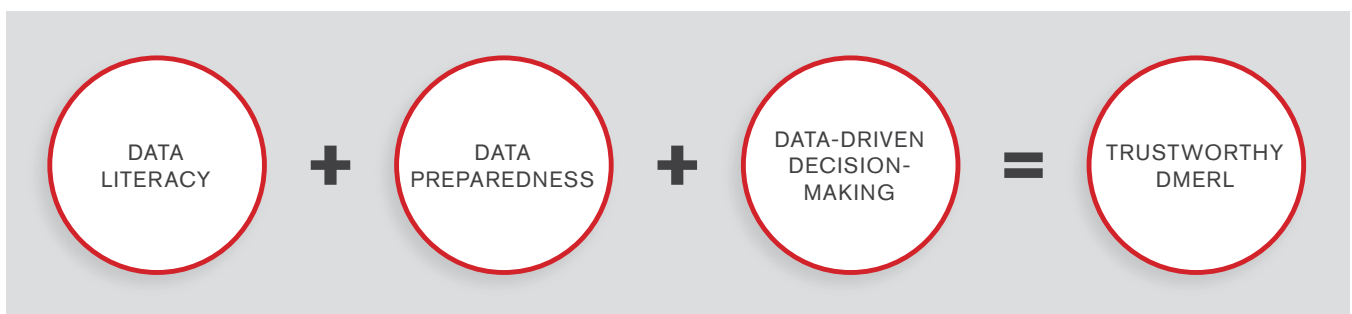 DATA
LITERACY
+
DATA
PREPAREDNESS
+
DATA-DRIVEN
DECISION-
MAKING
=
TRUSTWORTHY
DMERL